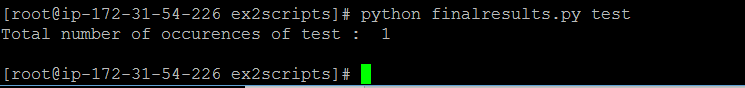 [root@ip-172-31-54-226 ex2scripts]# python finalresults.py test
Total number of occurences of test :  1
[root@ip-172-31-54-226 ex2scripts]#